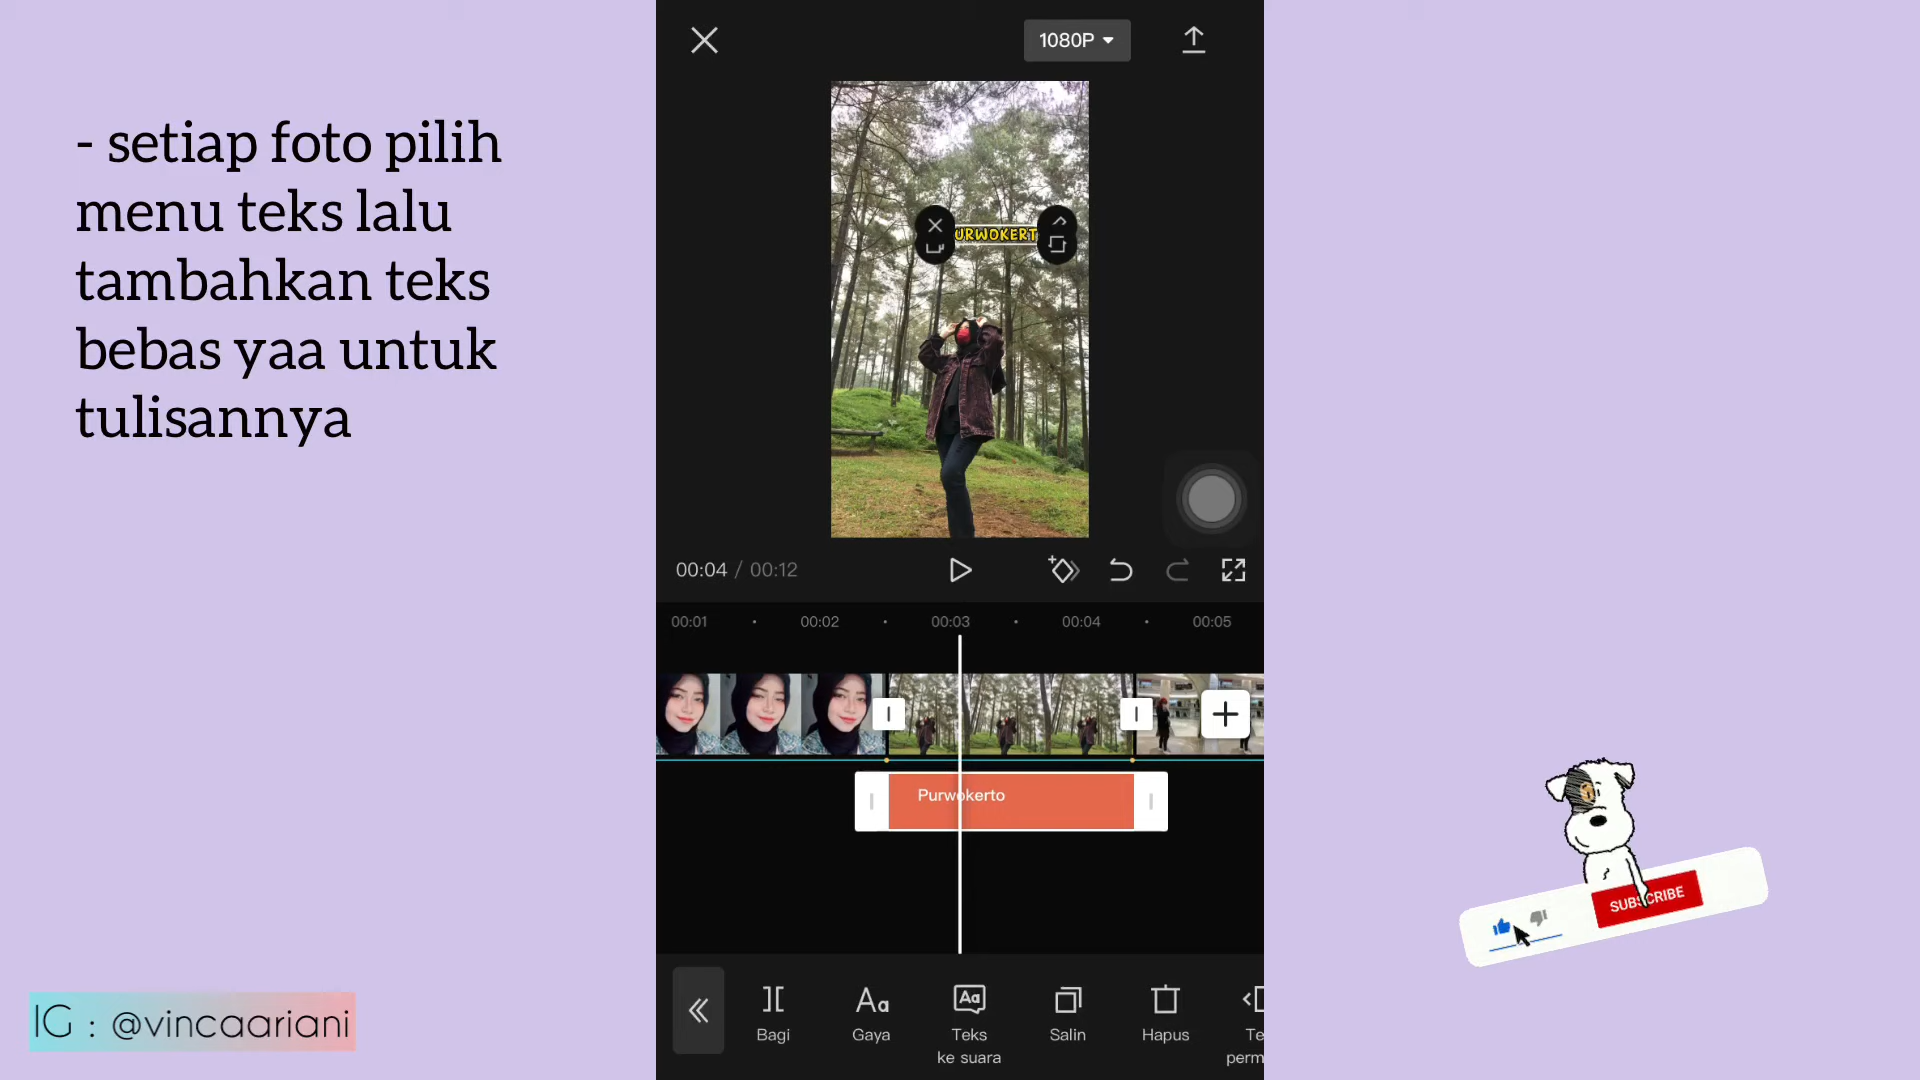 - setiap foto pilih
menu teks lalu
tambahkan teks
bebas yaa untuk
tulisannya
1080P
URWOKERT
00:04 / 00:12
00:01 00:02 00:03 00:04 00:05
Purwokerto
Bagi
Gaya
Teks
ke suara
Salin
Hapus
Te
perm
SUBSCRIBE
IG : @vincaariani